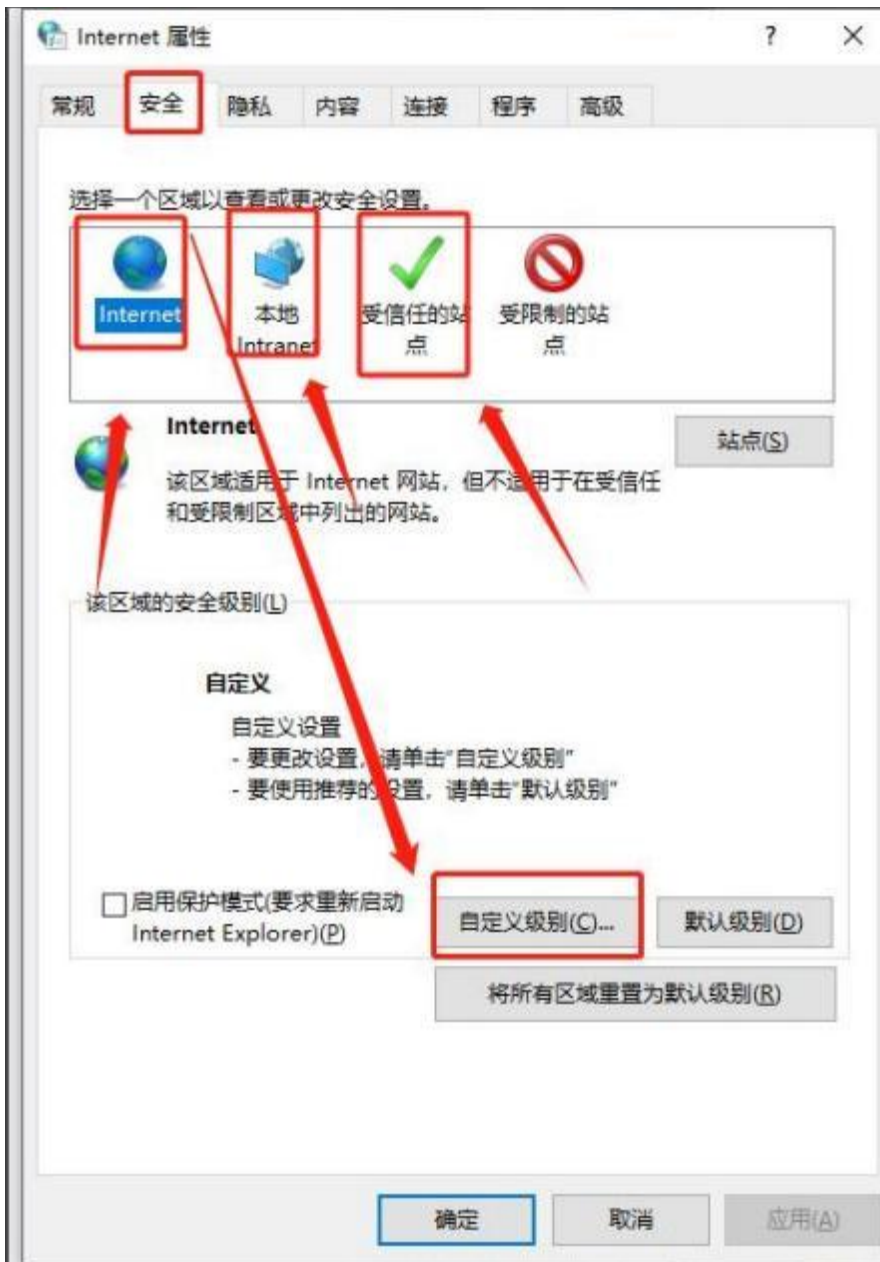 Internet 属性
?
常规 安全 隐私 内容 连接 程序 高级
选择一个区域以查看或更改安全设置。
Internet
本地
Intranet
受信任的站
点
受限制的站
点
Internet
站点(S)
该区域适用于 Internet 网站，但不适用于在受信任
和受限制区域中列出的网站。
该区域的安全级别(L)
自定义
自定义设置
- 要更改设置，请单击"自定义级别"
- 要使用推荐的设置，请单击"默认级别"
启用保护模式(要求重新启动
Internet Explorer)(P)
自定义级别(C)...
默认级别(D)
将所有区域重置为默认级别(R)
确定
取消
应用(A)